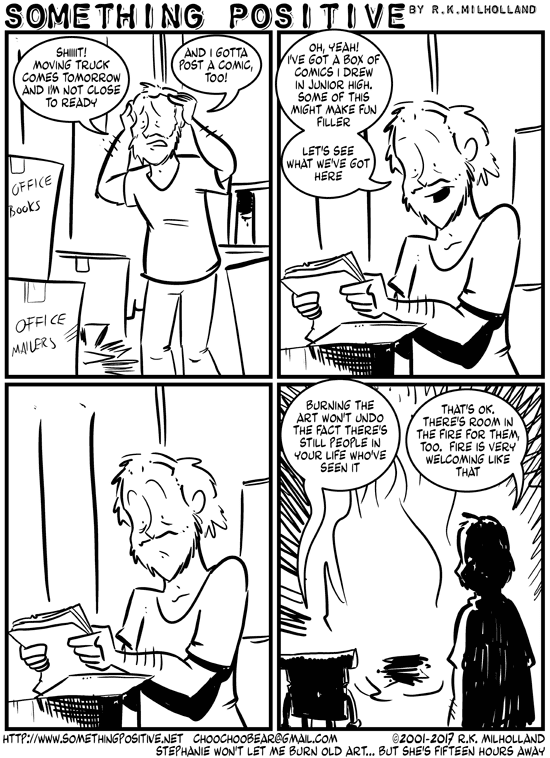 SOMETHING POSITIVE BY R.K.MILHOLLAND
SHIIIIT!
MOVING TRUCK
COMES TOMORROW
AND I'M NOT CLOSE
TO READY
AND I GOTTA
POST A COMIC,
TOO!
OFFICE
BOOKS
OFFICE
MAILERS
OH, YEAH!
I'VE GOT A BOX OF
COMICS I DREW
IN JUNIOR HIGH.
SOME OF THIS
MIGHT MAKE FUN
FILLER
LET'S SEE
WHAT WE'VE GOT
HERE
BURNING THE
ART WON'T UNDO
THE FACT THERE'S
STILL PEOPLE IN
YOUR LIFE WHO'VE
SEEN IT
THAT'S OK.
THERE'S ROOM IN
THE FIRE FOR THEM,
TOO. FIRE IS VERY
WELCOMING LIKE
THAT
HTTP://WWW.SOMETHINGPOSITIVE.NET CHOOCHOOBEAR@GMAIL.COM ©2001-2017 R.K. MILHOLLAND
STEPHANIE WON'T LET ME BURN OLD ART... BUT SHE'S FIFTEEN HOURS AWAY